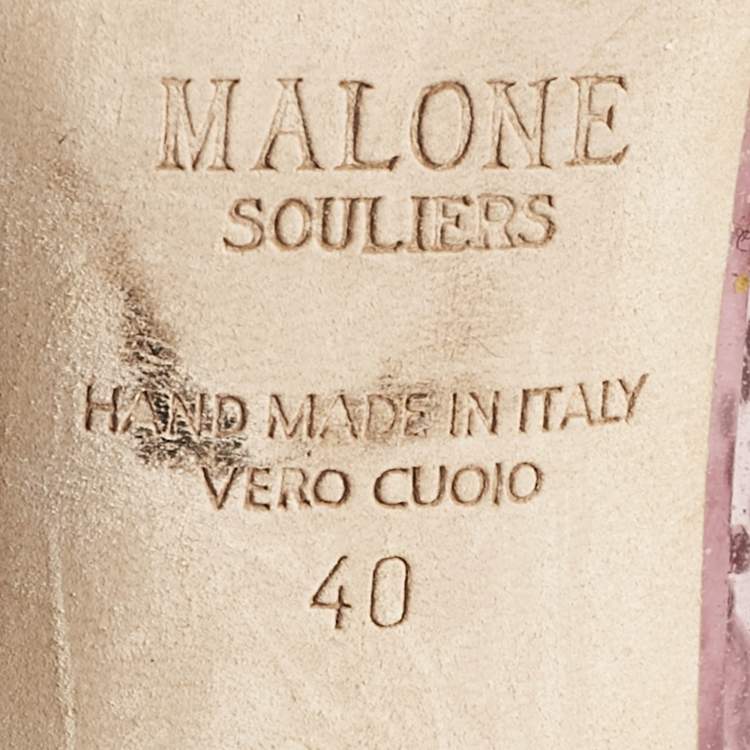 MALONE
SOULIERS
HAND MADE IN ITALY
VERO CUOIO
40